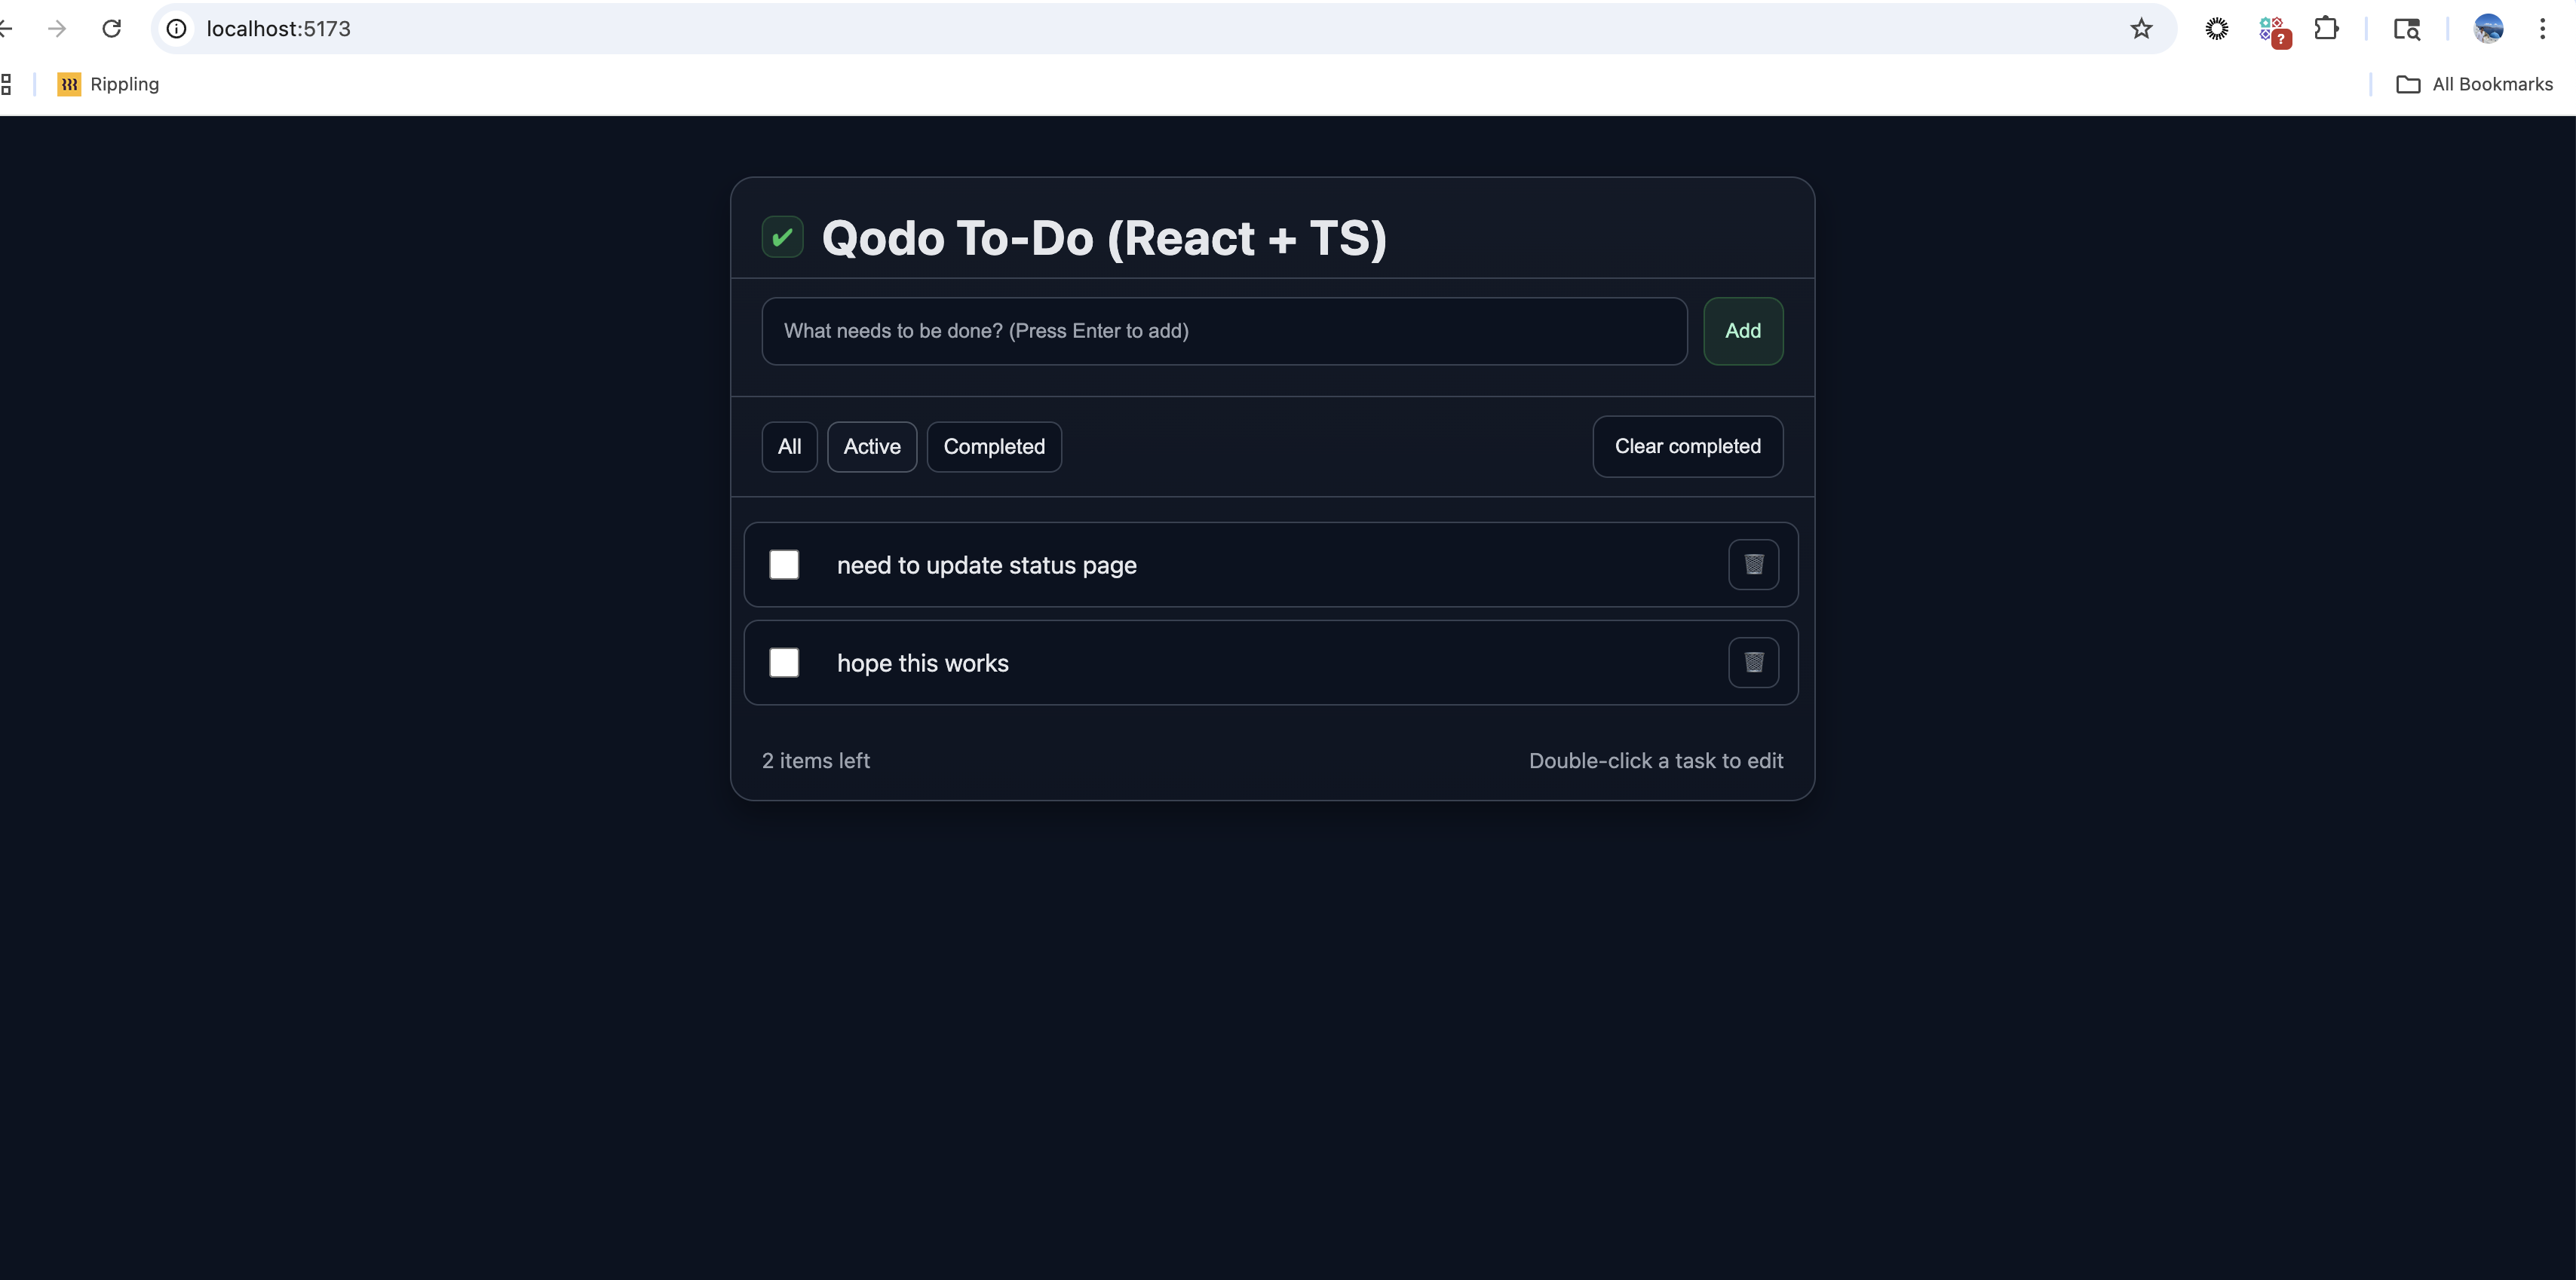 localhost:5173
?
Rippling
All Bookmarks
✔ Qodo To-Do (React + TS)
What needs to be done? (Press Enter to add)
Add
All
Active
Completed
Clear completed
need to update status page
hope this works
2 items left
Double-click a task to edit